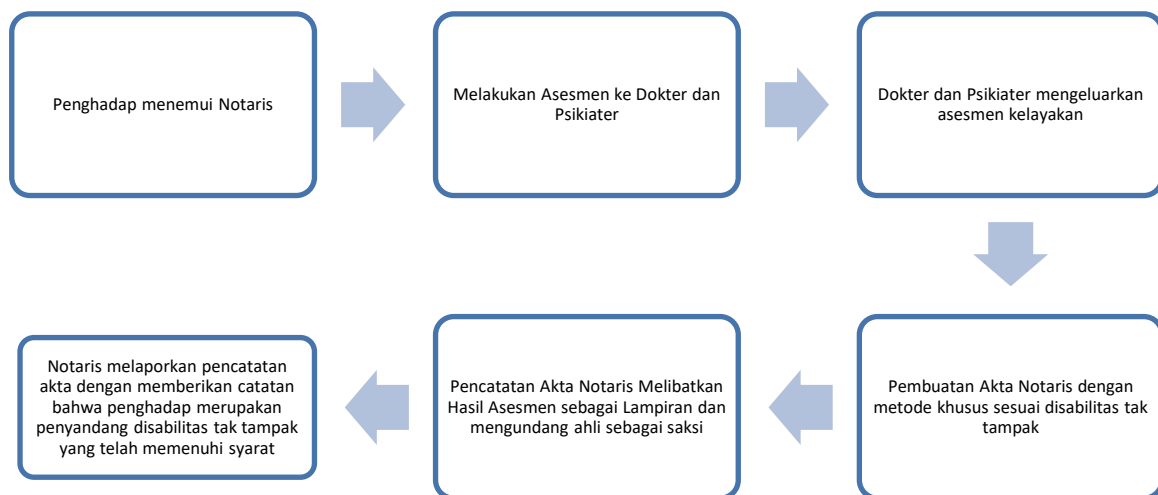 Penghadap menemui Notaris
Melakukan Asesmen ke Dokter dan
Psikiater
Dokter dan Psikiater mengeluarkan
asesmen kelayakan
Pembuatan Akta Notaris dengan
metode khusus sesuai disabilitas tak
tampak
Pencatatan Akta Notaris Melibatkan
Hasil Asesmen sebagai Lampiran dan
mengundang ahli sebagai saksi
Notaris melaporkan pencatatan
akta dengan memberikan catatan
bahwa penghadap merupakan
penyandang disabilitas tak tampak
yang telah memenuhi syarat